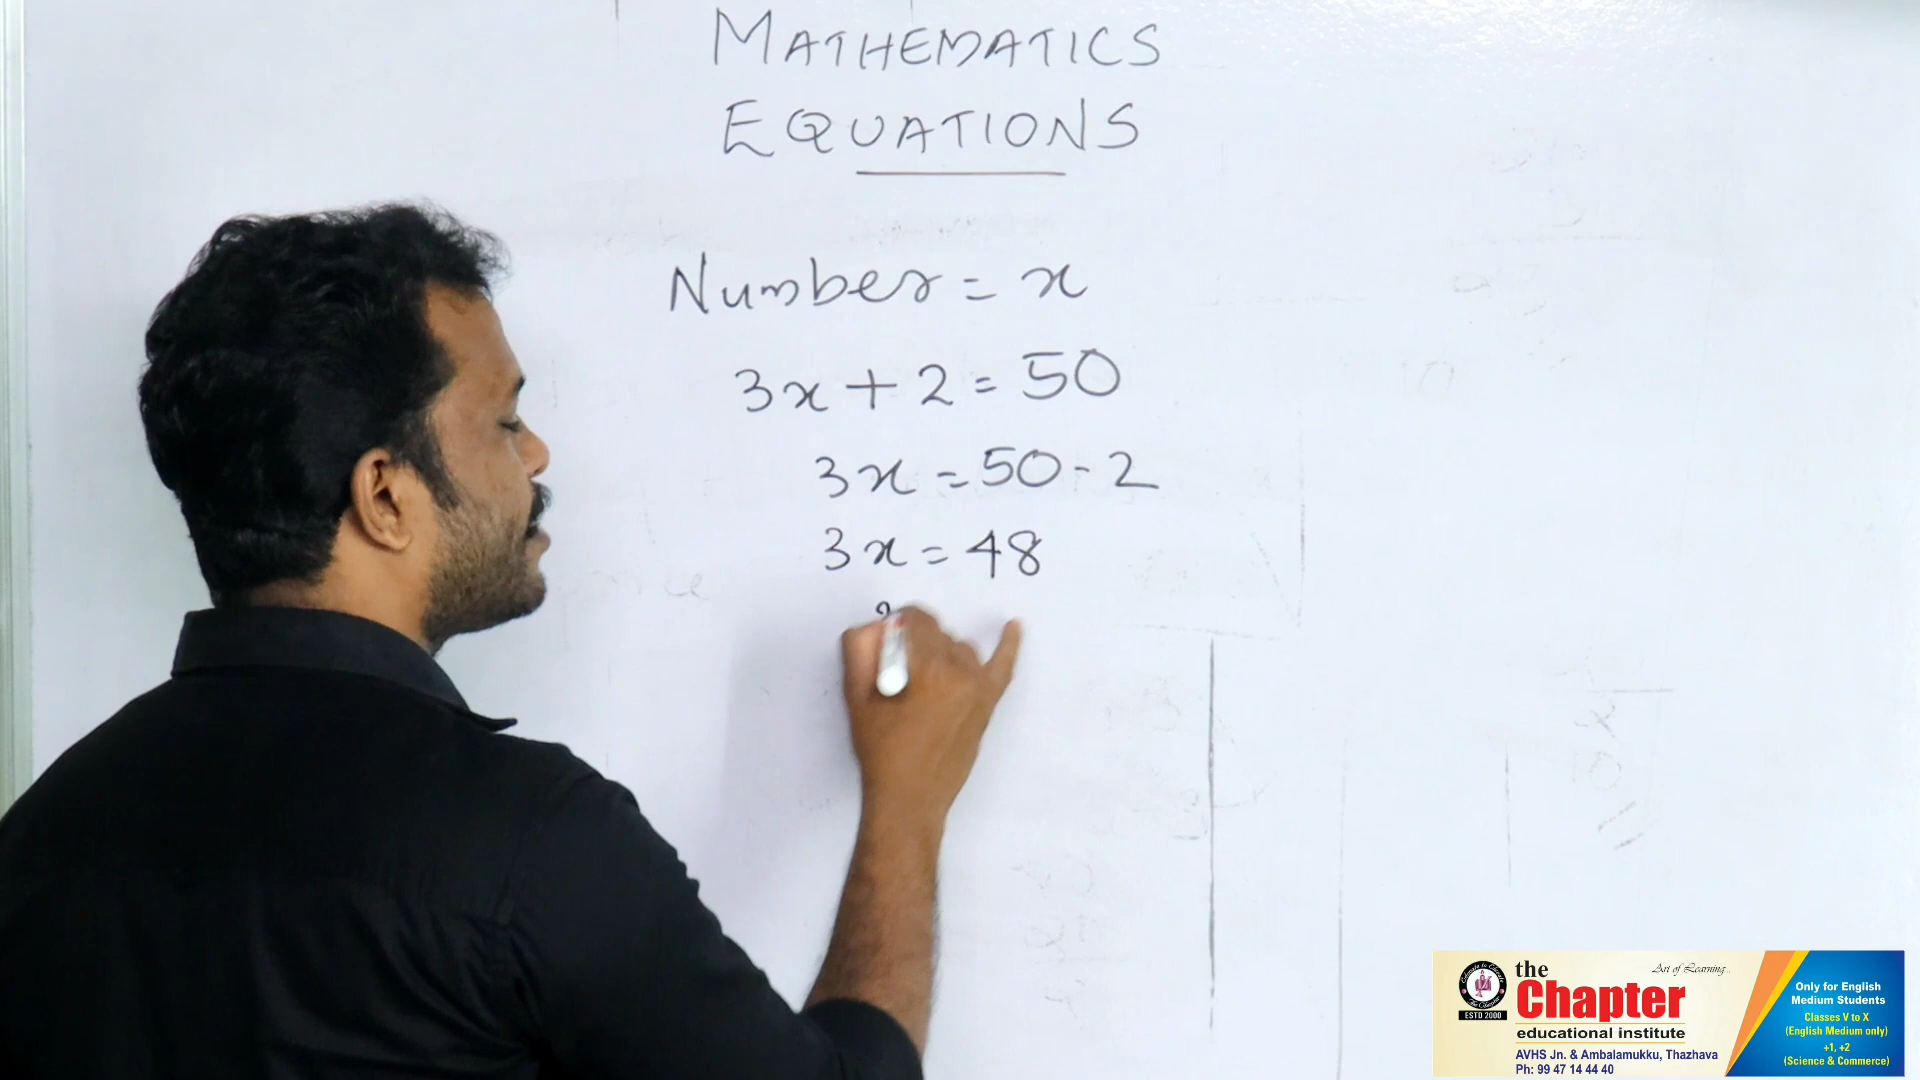 MATHEMATICS
EQUATIONS
Number = x
3x + 2 = 50
3x = 50 - 2
3x = 48
the
Art of Learning..
Chapter
ESTD 2000
educational institute
AVHS Jn. & Ambalamukku, Thazhava
Ph: 99 47 14 44 40
Only for English
Medium Students
Classes V to X
(English Medium only)
+1, +2
(Science & Commerce)